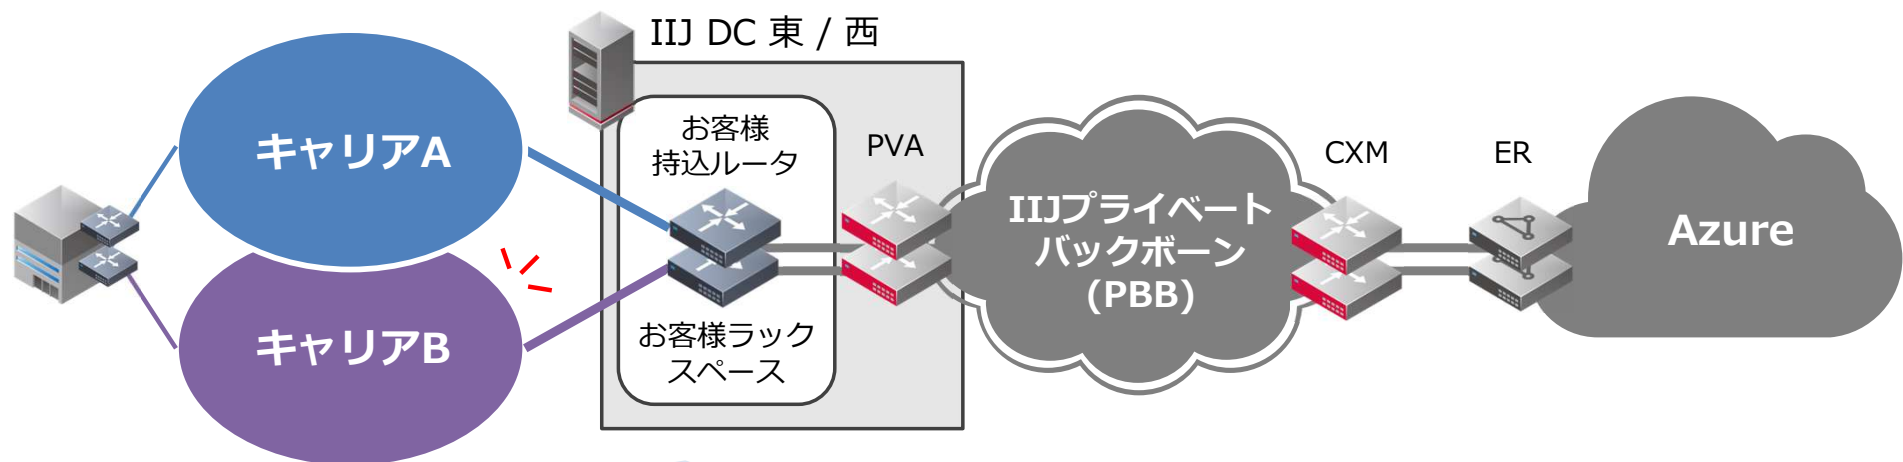 IIJ DC 東 / 西
キャリアA
キャリアB
お客様
持込ルータ
お客様ラック
スペース
PVA
IIJプライベート
バックボーン
(PBB)
CXM
ER
Azure